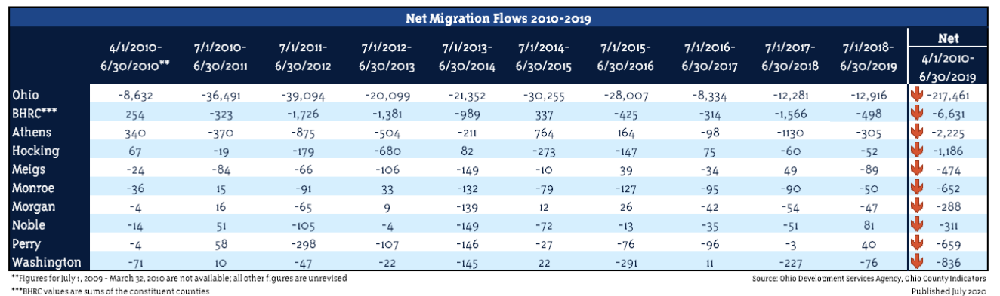 Net Migration Flows 2010-2019
4/1/2010-6/30/2010** 7/1/2010-6/30/2011 7/1/2011-6/30/2012 7/1/2012-6/30/2013 7/1/2013-6/30/2014 7/1/2014-6/30/2015 7/1/2015-6/30/2016 7/1/2016-6/30/2017 7/1/2017-6/30/2018 7/1/2018-6/30/2019 Net 4/1/2010-6/30/2019
Ohio -8,632 -36,491 -39,094 -20,099 -21,352 -30,255 -28,007 -8,334 -12,281 -12,916 -217,461
BHRC*** 254 -323 -1,726 -1,381 -989 337 -425 -314 -1,566 -498 -6,631
Athens 340 -370 -875 -504 -211 764 164 -98 -1130 -305 -2,225
Hocking 67 -19 -179 -680 82 -273 -147 75 -60 -52 -1,186
Meigs -24 -84 -66 -106 -149 -10 39 -34 49 -89 -474
Monroe -36 15 -91 33 -132 -79 -127 -95 -90 -50 -652
Morgan -4 16 -65 9 -139 12 26 -42 -54 -47 -288
Noble -14 51 -105 -4 -149 -72 -13 -35 -51 81 -311
Perry -4 58 -298 -107 -146 -27 -76 -96 -3 40 -659
Washington -71 10 -47 -22 -145 22 -291 11 -227 -76 -836
**Figures for July 1, 2009 - March 32, 2010 are not available; all other figures are unrevised
Source: Ohio Development Services Agency, Ohio County Indicators
***BHRC values are sums of the constituent counties
Published July 2020